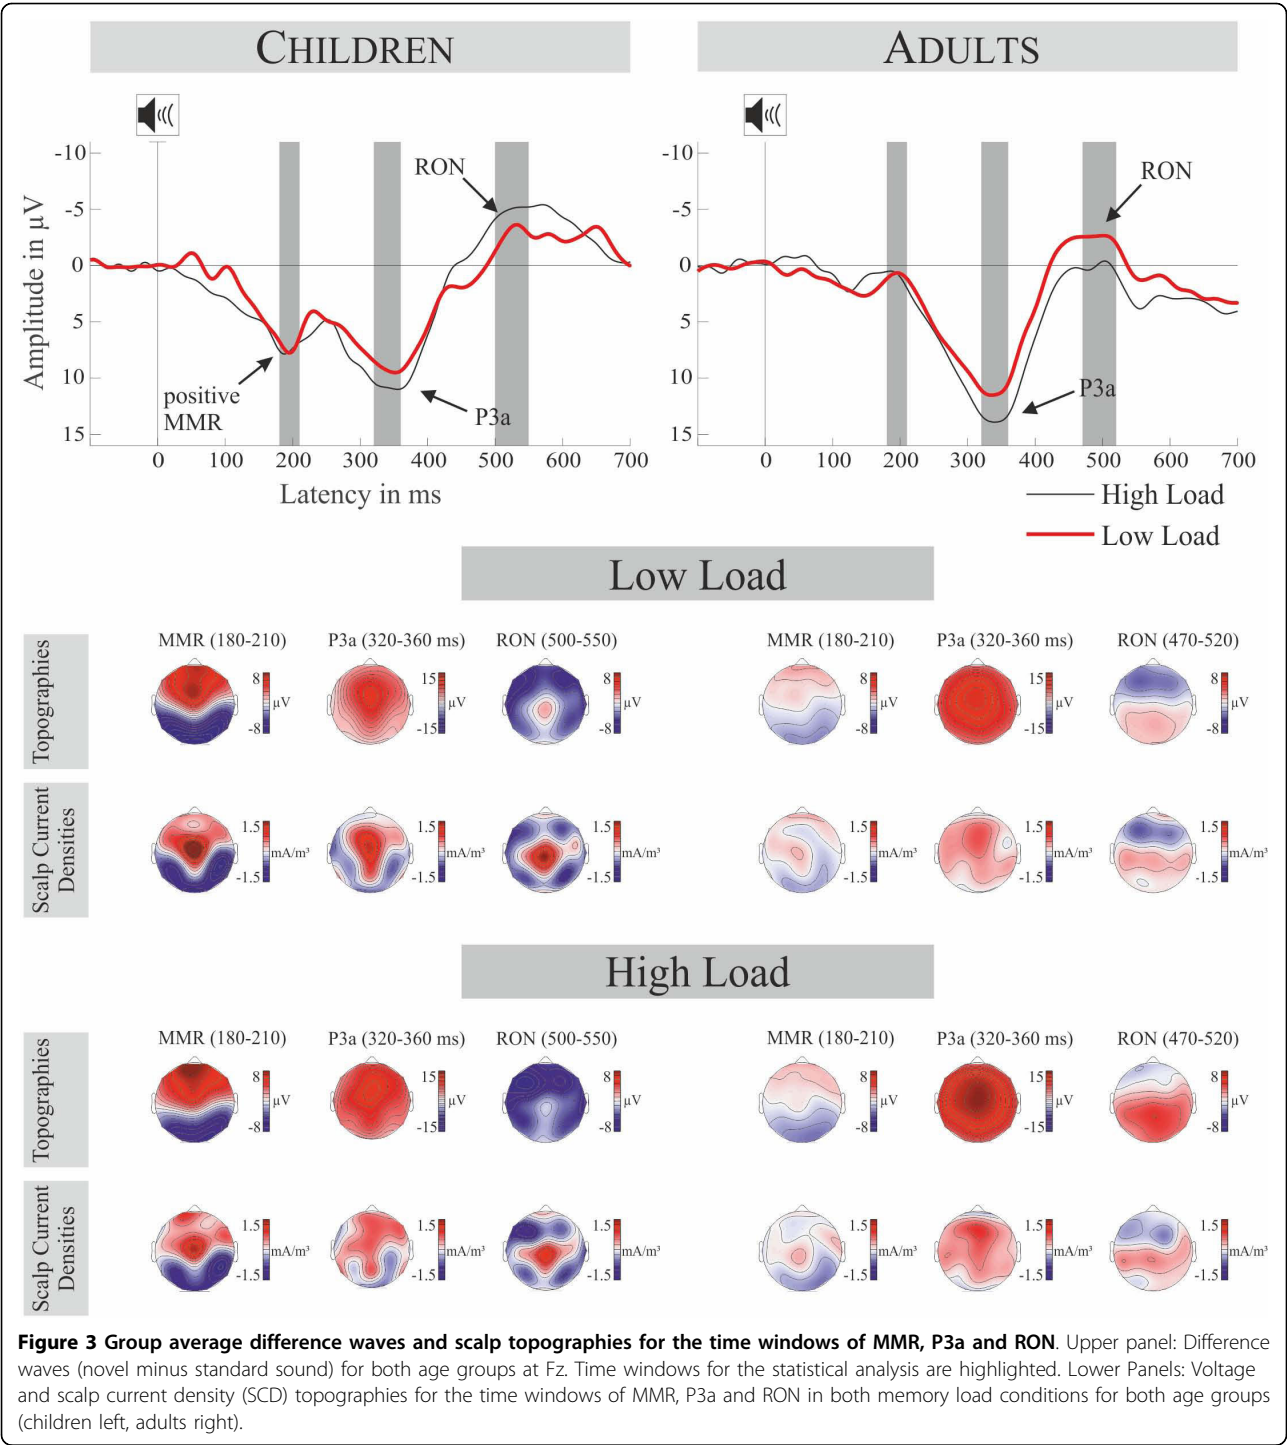 CHILDREN
ADULTS
Amplitude in µV
-10
-5
0
5
10
15
RON
positive
MMR
P3a
0 100 200 300 400 500 600 700
Latency in ms
-10
-5
0
5
10
15
RON
P3a
0 100 200 300 400 500 600 700
High Load
Low Load
Low Load
Topographies
MMR (180-210) P3a (320-360 ms) RON (500-550) MMR (180-210) P3a (320-360 ms) RON (470-520)
8 15 8 8 15 8
µV µV µV µV µV µV
-8 -15 -8 -8 -15 -8
Scalp Current
Densities
1.5 1.5 1.5 1.5 1.5 1.5
mA/m³ mA/m³ mA/m³ mA/m³ mA/m³ mA/m³
-1.5 -1.5 -1.5 -1.5 -1.5 -1.5
High Load
Topographies
MMR (180-210) P3a (320-360 ms) RON (500-550) MMR (180-210) P3a (320-360 ms) RON (470-520)
8 15 8 8 15 8
µV µV µV µV µV µV
-8 -15 -8 -8 -15 -8
Scalp Current
Densities
1.5 1.5 1.5 1.5 1.5 1.5
mA/m³ mA/m³ mA/m³ mA/m³ mA/m³ mA/m³
-1.5 -1.5 -1.5 -1.5 -1.5 -1.5
Figure 3 Group average difference waves and scalp topographies for the time windows of MMR, P3a and RON. Upper panel: Difference
waves (novel minus standard sound) for both age groups at Fz. Time windows for the statistical analysis are highlighted. Lower Panels: Voltage
and scalp current density (SCD) topographies for the time windows of MMR, P3a and RON in both memory load conditions for both age groups
(children left, adults right).